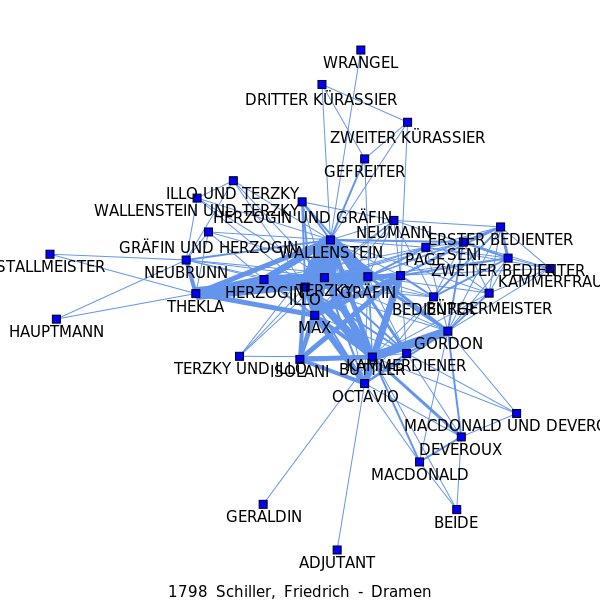 WRANGEL
DRITTER KÜRASSIER
ZWEITER KÜRASSIER
GEFREITER
ILLO UND TERZKY
WALLENSTEIN UND TERZKY
HERZOGIN UND GRÄFIN
NEUMANN
ERSTER BEDIENTER
GRÄFIN UND HERZOGIN
WALLENSTEIN
PAGE
SENI
STALLMEISTER
NEUBRUNN
ZWEITER BEDIENTER
KAMMERFRAU
HERZOGIN
TERZKY
GRÄFIN
ILLO
THEKLA
BEDIENTER
BÜRGERMEISTER
HAUPTMANN
MAX
GORDON
TERZKY UND ILLO
ISOLANI
BUTTLER
KAMMERDIENER
OCTAVIO
MACDONALD UND DEVERO
DEVEROUX
MACDONALD
GERALDIN
BEIDE
ADJUTANT
1798 Schiller, Friedrich - Dramen